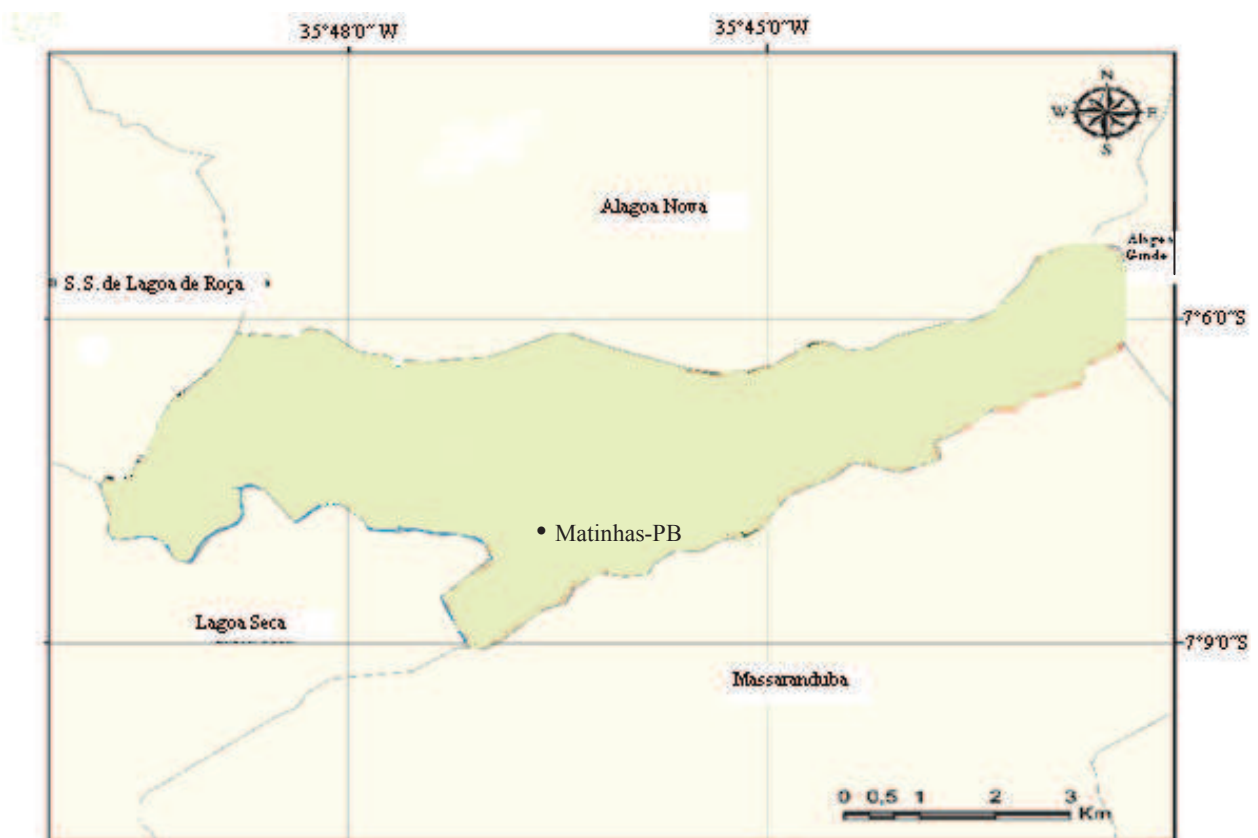 35°48'0"W
35°45'0"W
N
W E
S
Alagoa Nova
S.S. de Lagoa de Roça
7°6'0"S
Matinhas-PB
Lagoa Seca
7°9'0"S
Massaranduba
0 0,5 1 2 3
Km